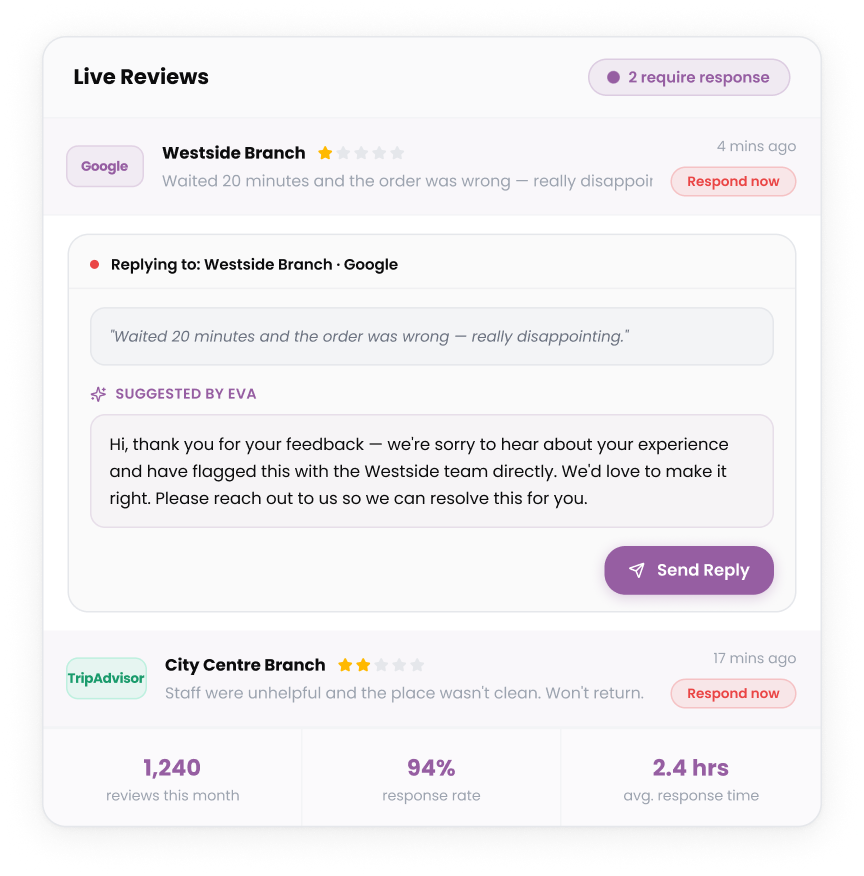 Live Reviews
2 require response
Google
Westside Branch
4 mins ago
Waited 20 minutes and the order was wrong — really disappoir
Respond now
Replying to: Westside Branch · Google
"Waited 20 minutes and the order was wrong — really disappointing."
SUGGESTED BY EVA
Hi, thank you for your feedback — we're sorry to hear about your experience
and have flagged this with the Westside team directly. We'd love to make it
right. Please reach out to us so we can resolve this for you.
Send Reply
TripAdvisor
City Centre Branch
17 mins ago
Staff were unhelpful and the place wasn't clean. Won't return.
Respond now
1,240
reviews this month
94%
response rate
2.4 hrs
avg. response time